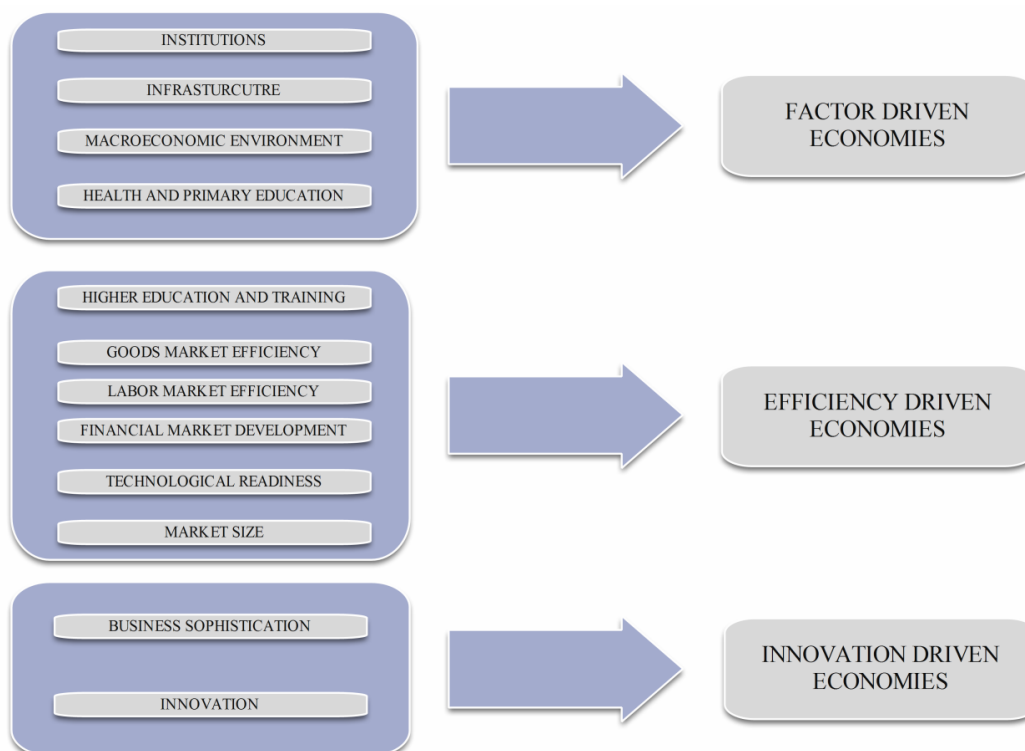 INSTITUTIONS
INFRASTURCUTRE
MACROECONOMIC ENVIRONMENT
HEALTH AND PRIMARY EDUCATION
FACTOR DRIVEN
ECONOMIES
HIGHER EDUCATION AND TRAINING
GOODS MARKET EFFICIENCY
LABOR MARKET EFFICIENCY
FINANCIAL MARKET DEVELOPMENT
TECHNOLOGICAL READINESS
MARKET SIZE
EFFICIENCY DRIVEN
ECONOMIES
BUSINESS SOPHISTICATION
INNOVATION
INNOVATION DRIVEN
ECONOMIES